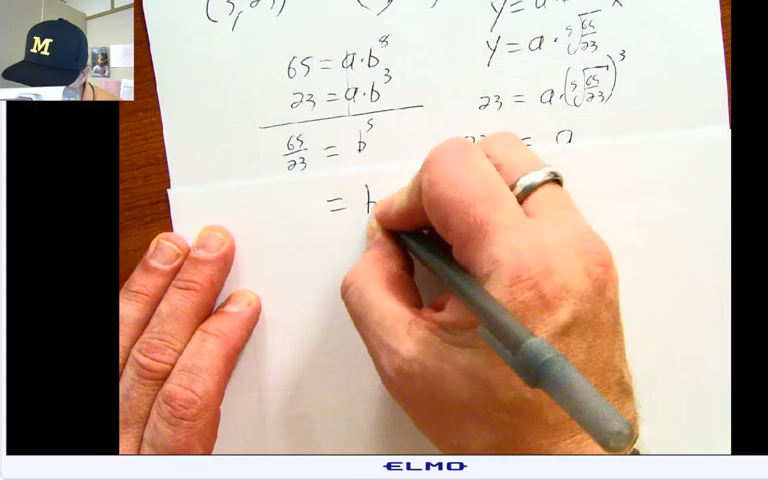 M
65 = a·b⁸
23 = a·b³
65/23 = b⁵
=
y = a ·
y = a · ⁵√65/23
23 = a·(⁵√65/23)³
= a
ELMO